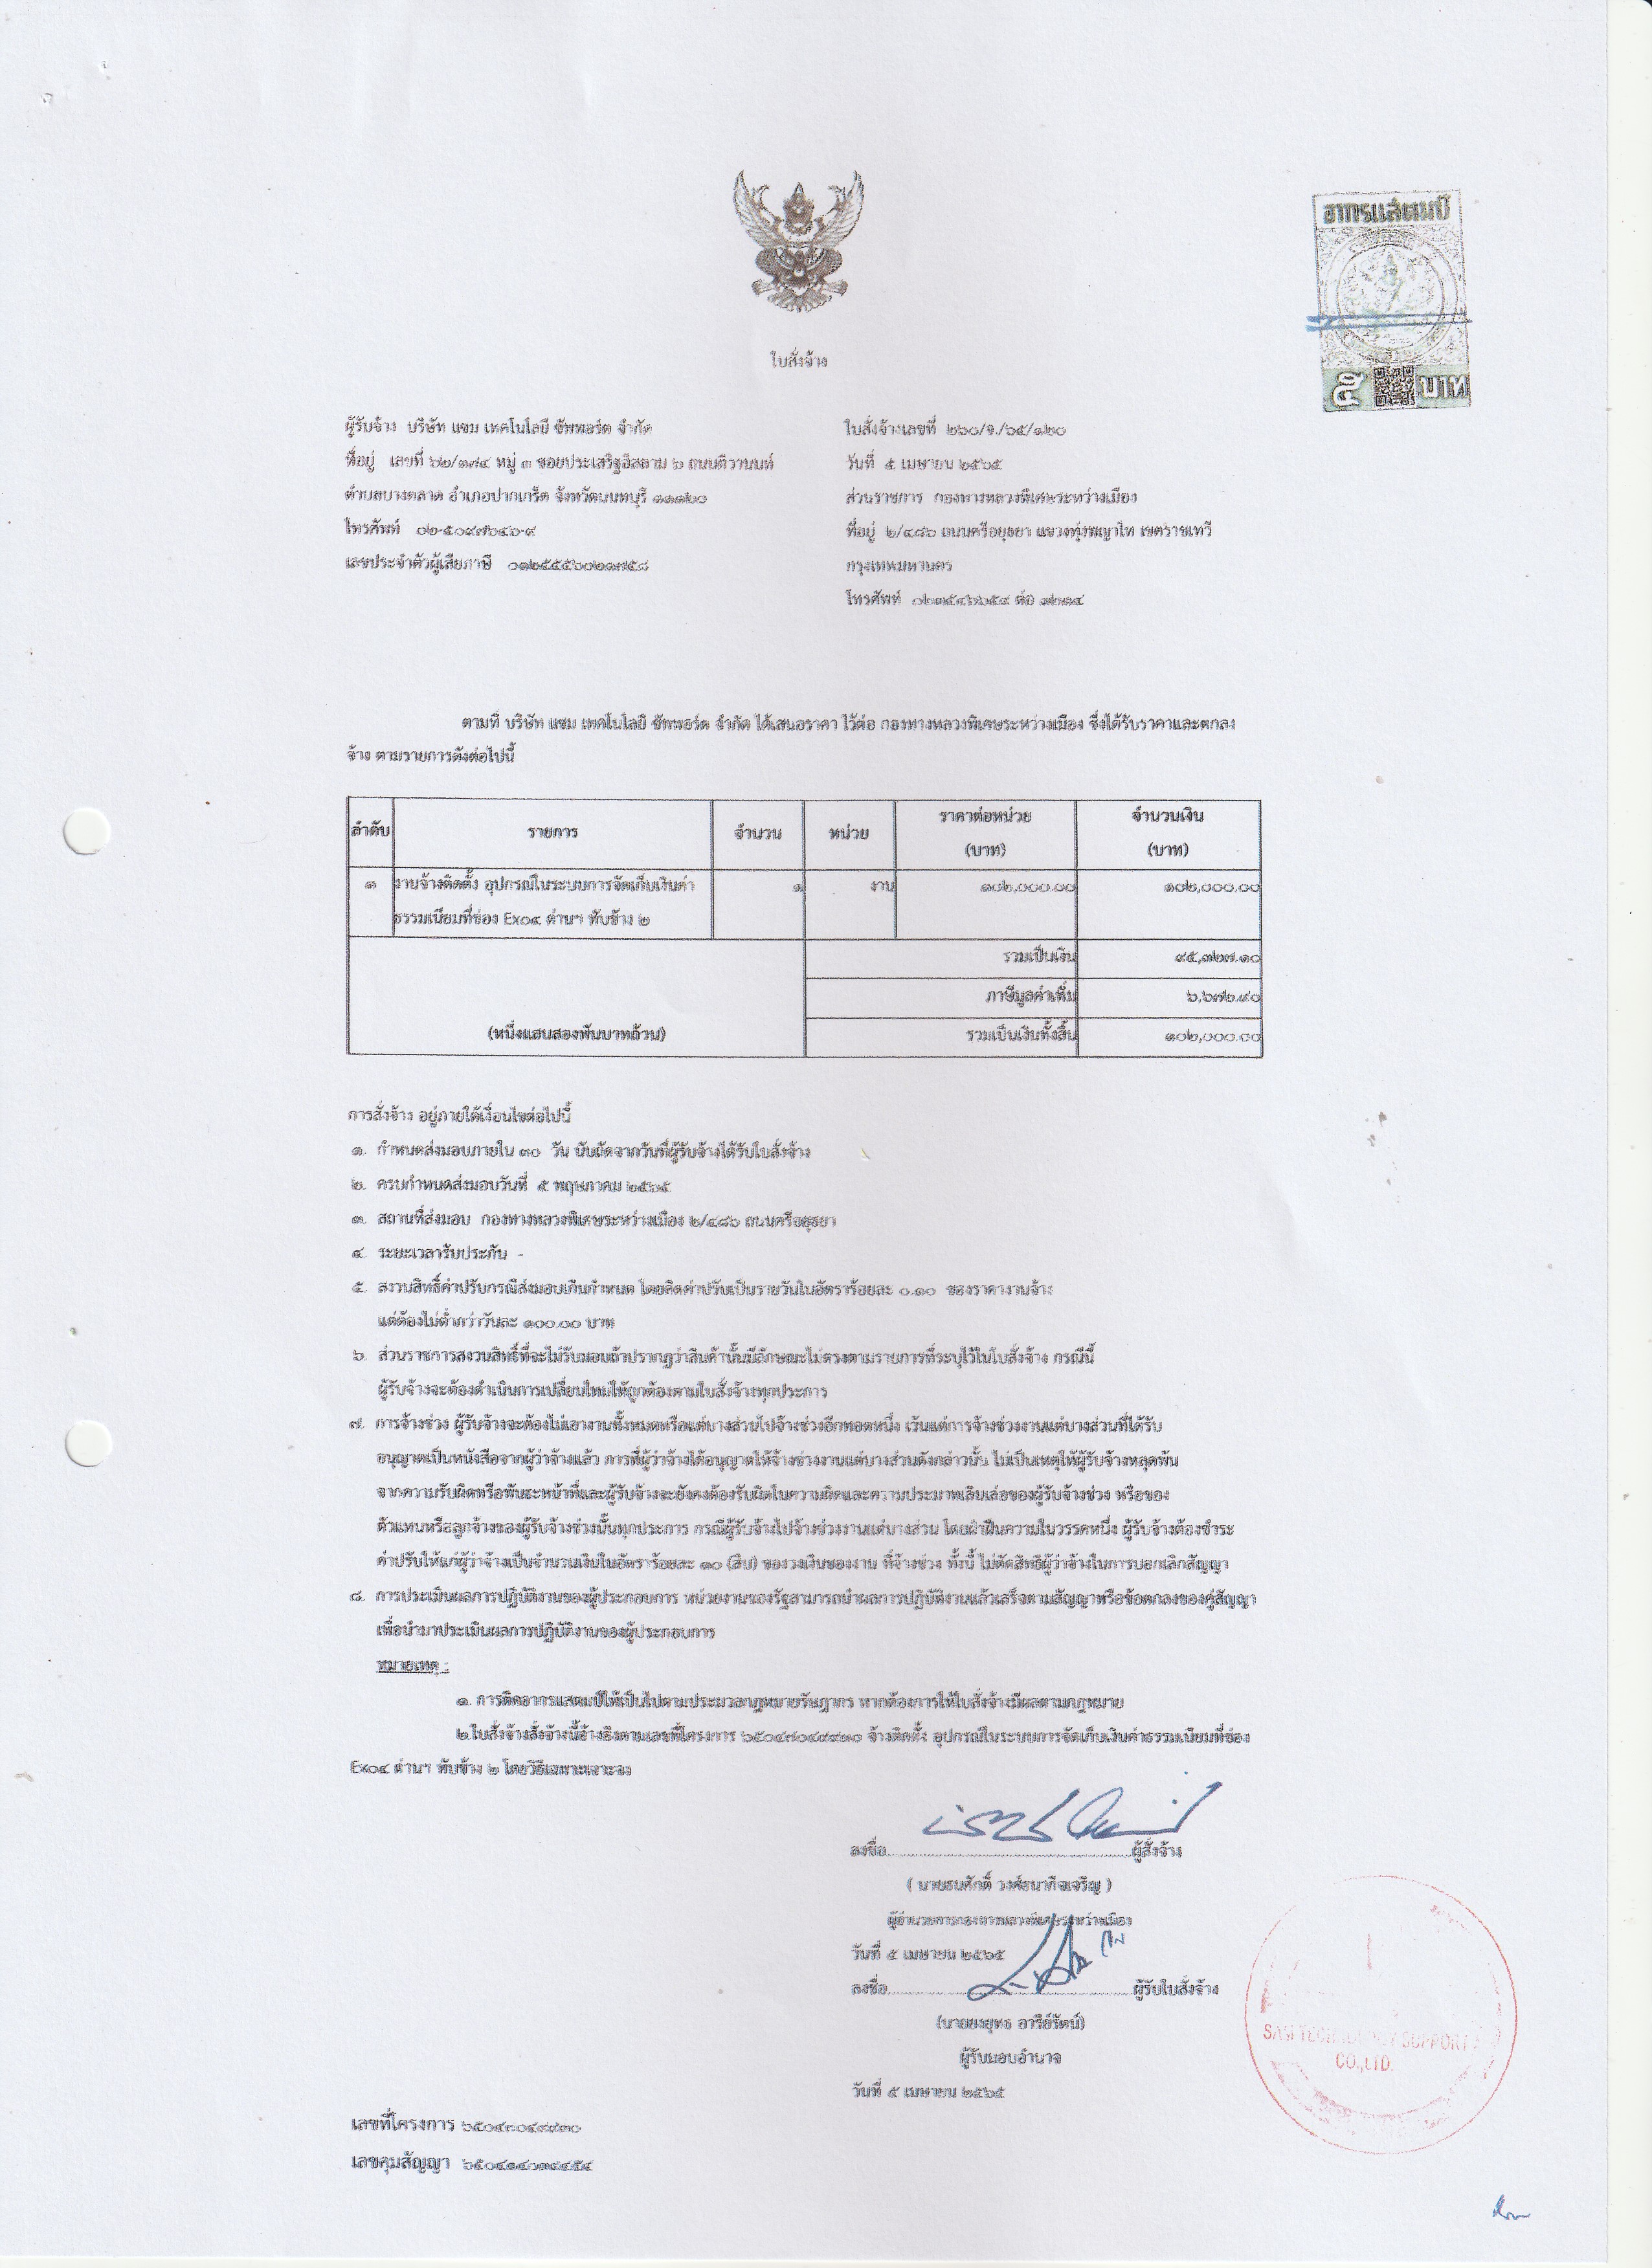 อากรแสตมป์
๕ บาท
ใบสั่งจ้าง
ผู้รับจ้าง บริษัท แซม เทคโนโลยี ซัพพอร์ต จำกัด
ที่อยู่ เลขที่ ๖๒/๑๗๔ หมู่ ๓ ซอยประเสริฐอิสลาม ๖ ถนนติวานนท์
ตำบลบางตลาด อำเภอปากเกร็ด จังหวัดนนทบุรี ๑๑๑๒๐
โทรศัพท์ ๐๒-๕๐๙๗๖๔๖-๙
เลขประจำตัวผู้เสียภาษี
ใบสั่งจ้างเลขที่ ๒๖๐/จ./๖๕/๑๒๐
วันที่ ๕ เมษายน ๒๕๖๕
ส่วนราชการ กองทางหลวงพิเศษระหว่างเมือง
ที่อยู่ ๒/๔๘๖ ถนนศรีอยุธยา แขวงทุ่งพญาไท เขตราชเทวี
กรุงเทพมหานคร
โทรศัพท์
ตามที่ บริษัท แซม เทคโนโลยี ซัพพอร์ต จำกัด ได้เสนอราคา ไว้ต่อ กองทางหลวงพิเศษระหว่างเมือง ซึ่งได้รับราคาและตกลง
จ้าง ตามรายการดังต่อไปนี้
ลำดับ รายการ จำนวน หน่วย ราคาต่อหน่วย (บาท) จำนวนเงิน (บาท)
๑ งานจ้างติดตั้ง อุปกรณ์ในระบบการจัดเก็บเงินค่า ๑ งาน ๑๐๒,๐๐๐.๐๐ ๑๐๒,๐๐๐.๐๐
ธรรมเนียมที่ช่อง Ex๐๔ ด่านฯ ทับช้าง ๒
รวมเป็นเงิน ๙๕,๓๒๗.๑๐
ภาษีมูลค่าเพิ่ม ๖,๖๗๒.๙๐
(หนึ่งแสนสองพันบาทถ้วน) รวมเป็นเงินทั้งสิ้น ๑๐๒,๐๐๐.๐๐
การสั่งจ้าง อยู่ภายใต้เงื่อนไขต่อไปนี้
๑. กำหนดส่งมอบภายใน ๓๐ วัน นับถัดจากวันที่ผู้รับจ้างได้รับใบสั่งจ้าง
๒. ครบกำหนดส่งมอบวันที่ ๕ พฤษภาคม ๒๕๖๕
๓. สถานที่ส่งมอบ กองทางหลวงพิเศษระหว่างเมือง ๒/๔๘๖ ถนนศรีอยุธยา
๔. ระยะเวลารับประกัน -
๕. สงวนสิทธิ์ค่าปรับกรณีส่งมอบเกินกำหนด โดยคิดค่าปรับเป็นรายวันในอัตราร้อยละ ๐.๑๐ ของราคางานจ้าง
แต่ต้องไม่ต่ำกว่าวันละ ๑๐๐.๐๐ บาท
๖. ส่วนราชการสงวนสิทธิ์ที่จะไม่รับมอบถ้าปรากฏว่าสินค้านั้นมีลักษณะไม่ตรงตามรายการที่ระบุไว้ในใบสั่งจ้าง กรณีนี้
ผู้รับจ้างจะต้องดำเนินการเปลี่ยนใหม่ให้ถูกต้องตามใบสั่งจ้างทุกประการ
๗. การจ้างช่วง ผู้รับจ้างจะต้องไม่เอางานทั้งหมดหรือแต่บางส่วนไปจ้างช่วงอีกทอดหนึ่ง เว้นแต่การจ้างช่วงงานแต่บางส่วนที่ได้รับ
อนุญาตเป็นหนังสือจากผู้ว่าจ้างแล้ว การที่ผู้ว่าจ้างได้อนุญาตให้จ้างช่วงงานแต่บางส่วนดังกล่าวนั้น ไม่เป็นเหตุให้ผู้รับจ้างหลุดพ้น
จากความรับผิดหรือพันธะหน้าที่และผู้รับจ้างจะยังคงต้องรับผิดในความผิดและความประมาทเลินเล่อของผู้รับจ้างช่วง หรือของ
ตัวแทนหรือลูกจ้างของผู้รับจ้างช่วงนั้นทุกประการ กรณีผู้รับจ้างไปจ้างช่วงงานแต่บางส่วน โดยฝ่าฝืนความในวรรคหนึ่ง ผู้รับจ้างต้องชำระ
ค่าปรับให้แก่ผู้ว่าจ้างเป็นจำนวนเงินในอัตราร้อยละ ๑๐ (สิบ) ของวงเงินของงาน ที่จ้างช่วง ทั้งนี้ ไม่ตัดสิทธิผู้ว่าจ้างในการบอกเลิกสัญญา
๘. การประเมินผลการปฏิบัติงานของผู้ประกอบการ หน่วยงานของรัฐสามารถนำผลการปฏิบัติงานแล้วเสร็จตามสัญญาหรือข้อตกลงของคู่สัญญา
เพื่อนำมาประเมินผลการปฏิบัติงานของผู้ประกอบการ
หมายเหตุ :
๑. การติดอากรแสตมป์ให้เป็นไปตามประมวลกฎหมายรัษฎากร หากต้องการให้ใบสั่งจ้างมีผลตามกฎหมาย
๒.ใบสั่งจ้างสั่งจ้างนี้อ้างอิงตามเลขที่โครงการ จ้างติดตั้ง อุปกรณ์ในระบบการจัดเก็บเงินค่าธรรมเนียมที่ช่อง
Ex๐๔ ด่านฯ ทับช้าง ๒ โดยวิธีเฉพาะเจาะจง
ลงชื่อ ผู้สั่งจ้าง
( นายธนศักดิ์ วงศ์ธนากิจเจริญ )
ผู้อำนวยการกองทางหลวงพิเศษระหว่างเมือง
วันที่ ๕ เมษายน ๒๕๖๕
ลงชื่อ ผู้รับใบสั่งจ้าง
(นายยงยุทธ อารีย์รัตน์)
ผู้รับมอบอำนาจ
วันที่ ๕ เมษายน ๒๕๖๕
SUPPORT
CO.,LTD.
เลขที่โครงการ
เลขคุมสัญญา